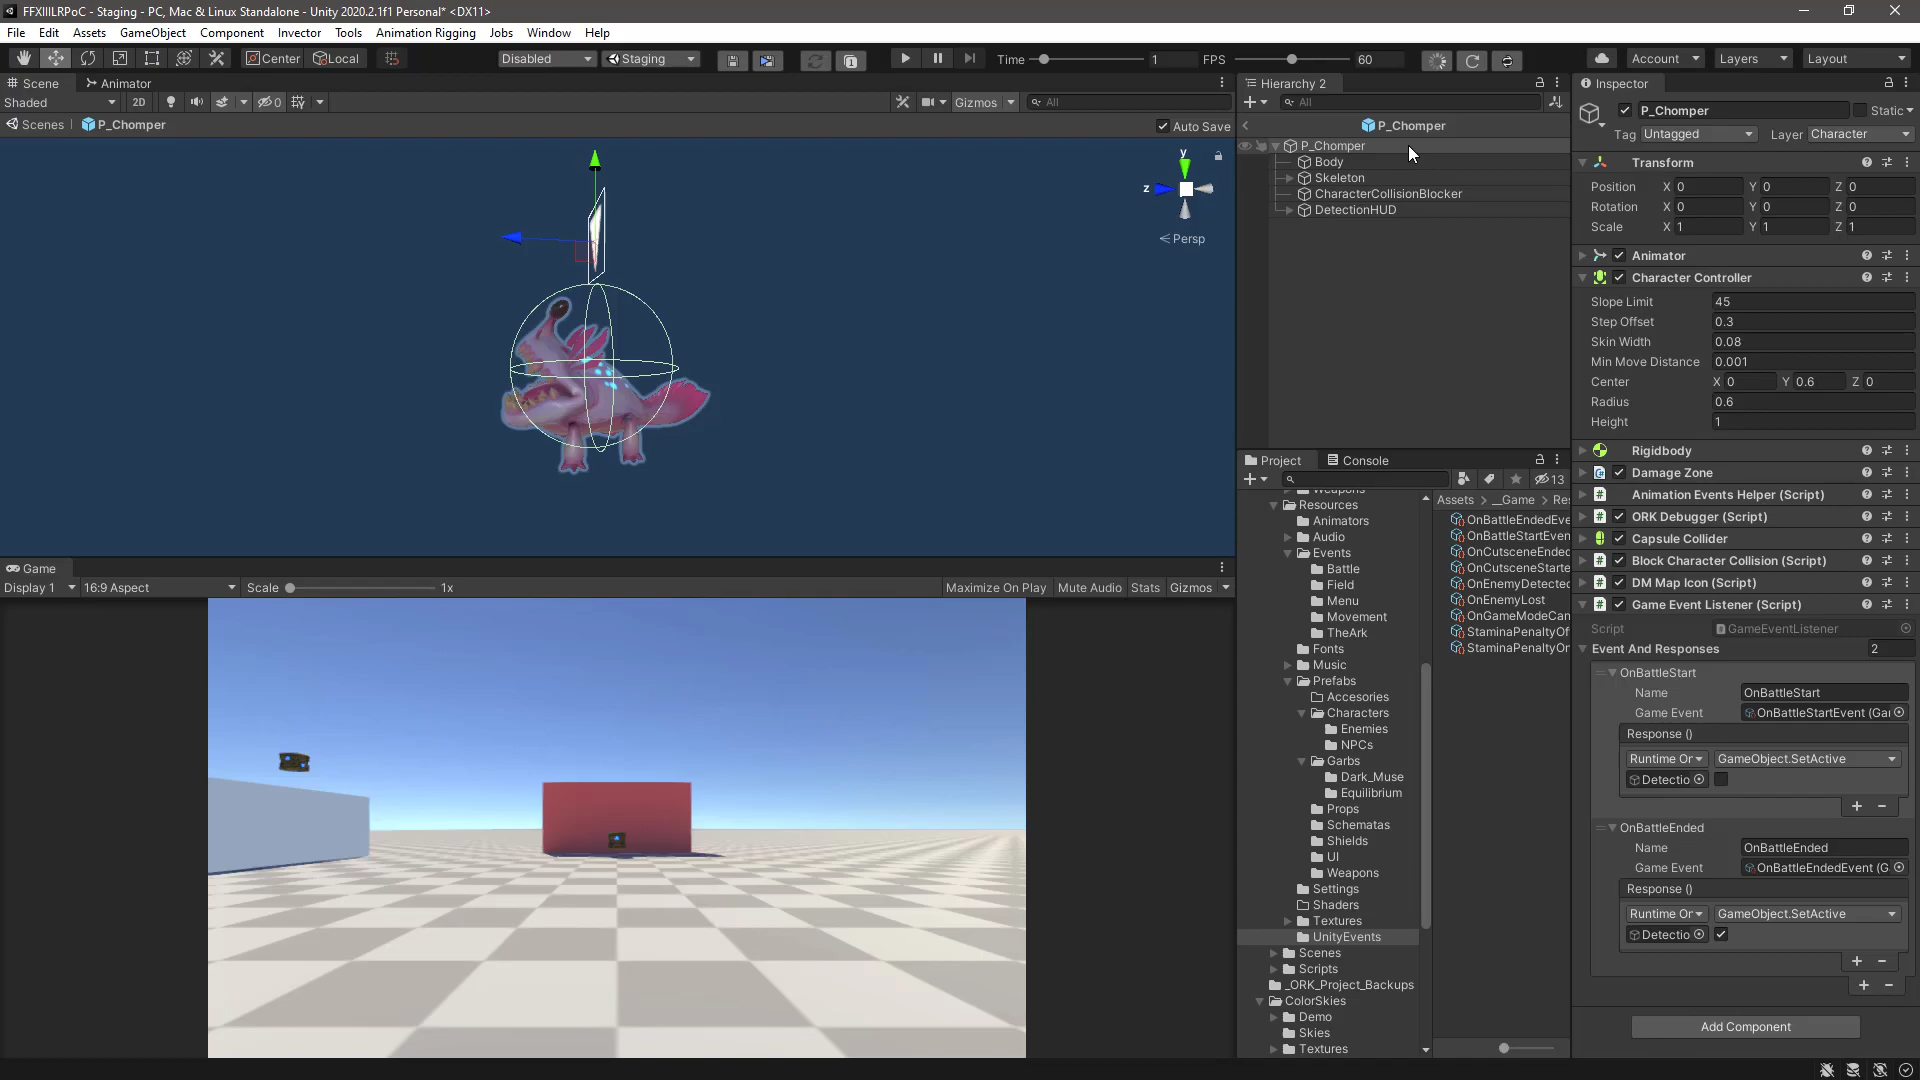 FFXIIILRPoC - Staging - PC, Mac & Linux Standalone - Unity 2020.2.1f1 Personal* <DX11>
File Edit Assets GameObject Component Invector Tools Animation Rigging Jobs Window Help
Center Local Disabled Staging Time 1 FPS 60 Account Layers Layout
Scene Animator
Shaded 2D 0 Gizmos All
Scenes P_Chomper Auto Save
y
z
Persp
Game
Display 1 16:9 Aspect Scale 1x Maximize On Play Mute Audio Stats Gizmos
Hierarchy 2
All
P_Chomper
P_Chomper
Body
Skeleton
CharacterCollisionBlocker
DetectionHUD
Project Console
13
Resources
Animators
Audio
Events
Battle
Field
Menu
Movement
TheArk
Fonts
Music
Prefabs
Accesories
Characters
Enemies
NPCs
Garbs
Dark_Muse
Equilibrium
Props
Schematas
Shields
UI
Weapons
Settings
Shaders
Textures
UnityEvents
Scenes
Scripts
_ORK_Project_Backups
ColorSkies
Demo
Skies
Textures
Assets > __Game > Res
OnBattleEndedEve
OnBattleStartEven
OnCutsceneEnded
OnCutsceneStarte
OnEnemyDetected
OnEnemyLost
OnGameModeCan
StaminaPenaltyOf
StaminaPenaltyOn
Inspector
P_Chomper Static
Tag Untagged Layer Character
Transform
Position X 0 Y 0 Z 0
Rotation X 0 Y 0 Z 0
Scale X 1 Y 1 Z 1
Animator
Character Controller
Slope Limit 45
Step Offset 0.3
Skin Width 0.08
Min Move Distance 0.001
Center X 0 Y 0.6 Z 0
Radius 0.6
Height 1
Rigidbody
Damage Zone
Animation Events Helper (Script)
ORK Debugger (Script)
Capsule Collider
Block Character Collision (Script)
DM Map Icon (Script)
Game Event Listener (Script)
Script GameEventListener
Event And Responses 2
OnBattleStart
Name OnBattleStart
Game Event OnBattleStartEvent (Gar
Response ()
Runtime Or GameObject.SetActive
Detectio
OnBattleEnded
Name OnBattleEnded
Game Event OnBattleEndedEvent (G
Response ()
Runtime Or GameObject.SetActive
Detectio
Add Component